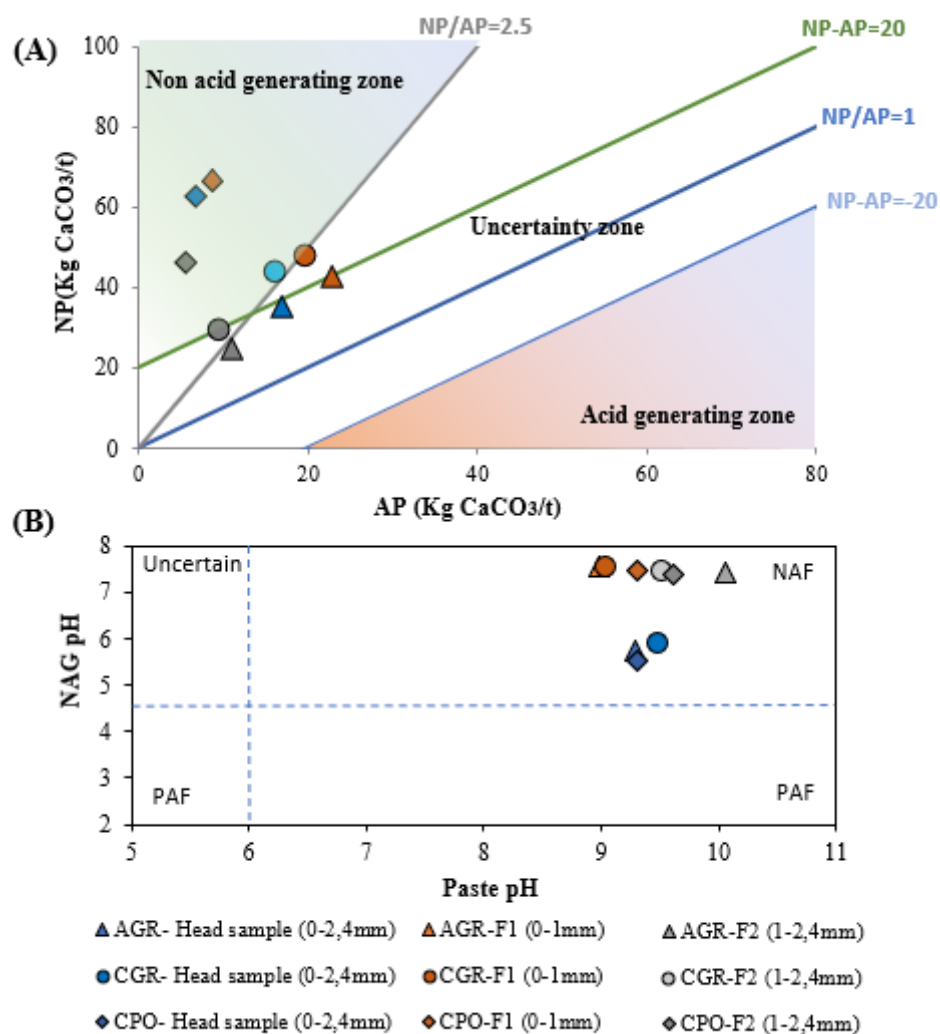 (A)
NP/AP=2.5
NP-AP=20
100
80
60
40
20
0
NP(Kg CaCO3/t)
Non acid generating zone
NP/AP=1
NP-AP=-20
Uncertainty zone
Acid generating zone
0 20 40 60 80
AP (Kg CaCO3/t)
(B)
8
7
6
5
4
3
2
NAG pH
Uncertain
NAF
PAF
PAF
5 6 7 8 9 10 11
Paste pH
AGR- Head sample (0-2,4mm) AGR-F1 (0-1mm) AGR-F2 (1-2,4mm)
CGR- Head sample (0-2,4mm) CGR-F1 (0-1mm) CGR-F2 (1-2,4mm)
CPO- Head sample (0-2,4mm) CPO-F1 (0-1mm) CPO-F2 (1-2,4mm)